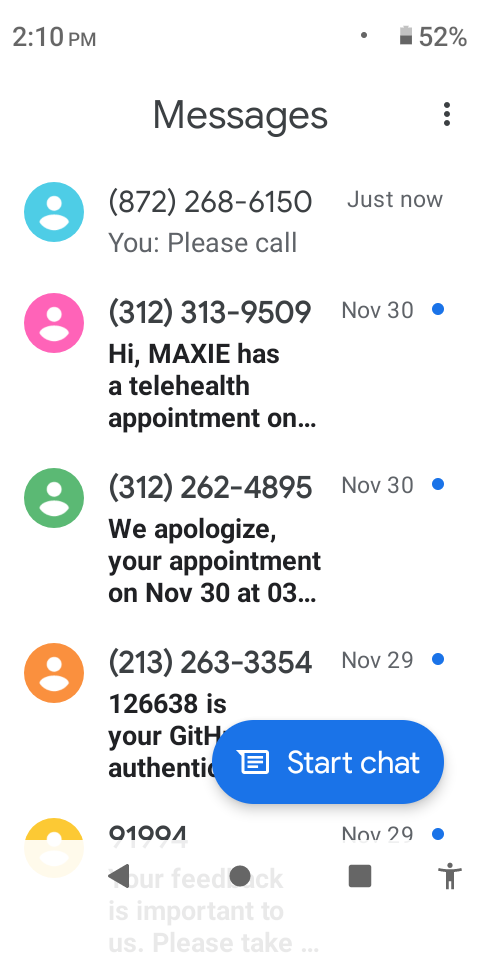 2:10 PM
52%
Messages
(872) 268-6150 Just now
You: Please call
(312) 313-9509 Nov 30
Hi, MAXIE has
a telehealth
appointment on…
(312) 262-4895 Nov 30
We apologize,
your appointment
on Nov 30 at 03…
(213) 263-3354 Nov 29
126638 is
your GitH
authentic
Start chat
91994 Nov 29
Your feedback
is important to
us. Please take …